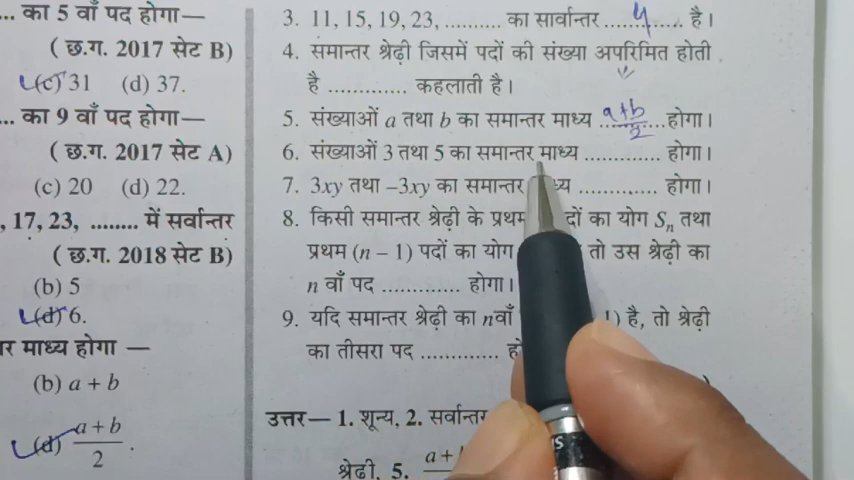 ... का 5 वाँ पद होगा—
( छ.ग. 2017 सेट B)
(c) 31 (d) 37.
... का 9 वाँ पद होगा—
( छ.ग. 2017 सेट A)
(c) 20 (d) 22.
, 17, 23, ........ में सर्वान्तर
( छ.ग. 2018 सेट B)
(b) 5
(d) 6.
र माध्य होगा —
(b) a + b
(d) a + b / 2 .
3. 11, 15, 19, 23, .......... का सार्वान्तर ....4.... है।
4. समान्तर श्रेढ़ी जिसमें पदों की संख्या अपरिमित होती
है ............. कहलाती है।
5. संख्याओं a तथा b का समान्तर माध्य ... a+b / 2 ... होगा।
6. संख्याओं 3 तथा 5 का समान्तर माध्य ............. होगा।
7. 3xy तथा –3xy का समान्तर ............. होगा।
8. किसी समान्तर श्रेढ़ी के प्रथम का योग Sn तथा
प्रथम (n – 1) पदों का योग तो उस श्रेढ़ी का
n वाँ पद ............. होगा।
9. यदि समान्तर श्रेढ़ी का nवाँ 1) है, तो श्रेढ़ी
का तीसरा पद .............
उत्तर— 1. शून्य, 2. सर्वान्तर
श्रेढ़ी, 5. a +